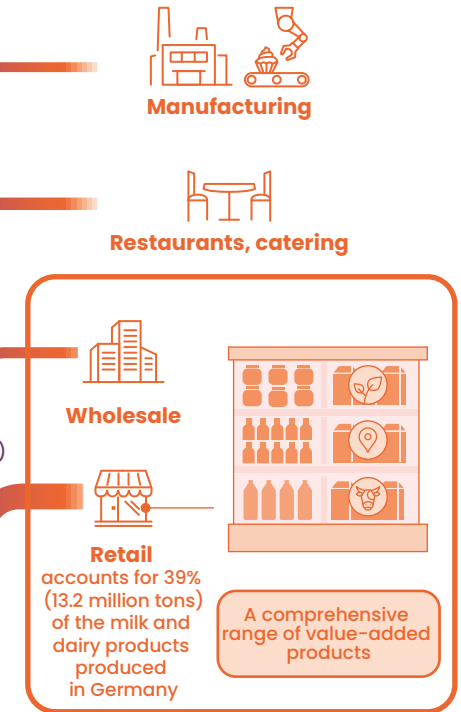 Manufacturing
Restaurants, catering
Wholesale
)
Retail
accounts for 39%
(13.2 million tons)
of the milk and
dairy products
produced
in Germany
A comprehensive
range of value-added
products